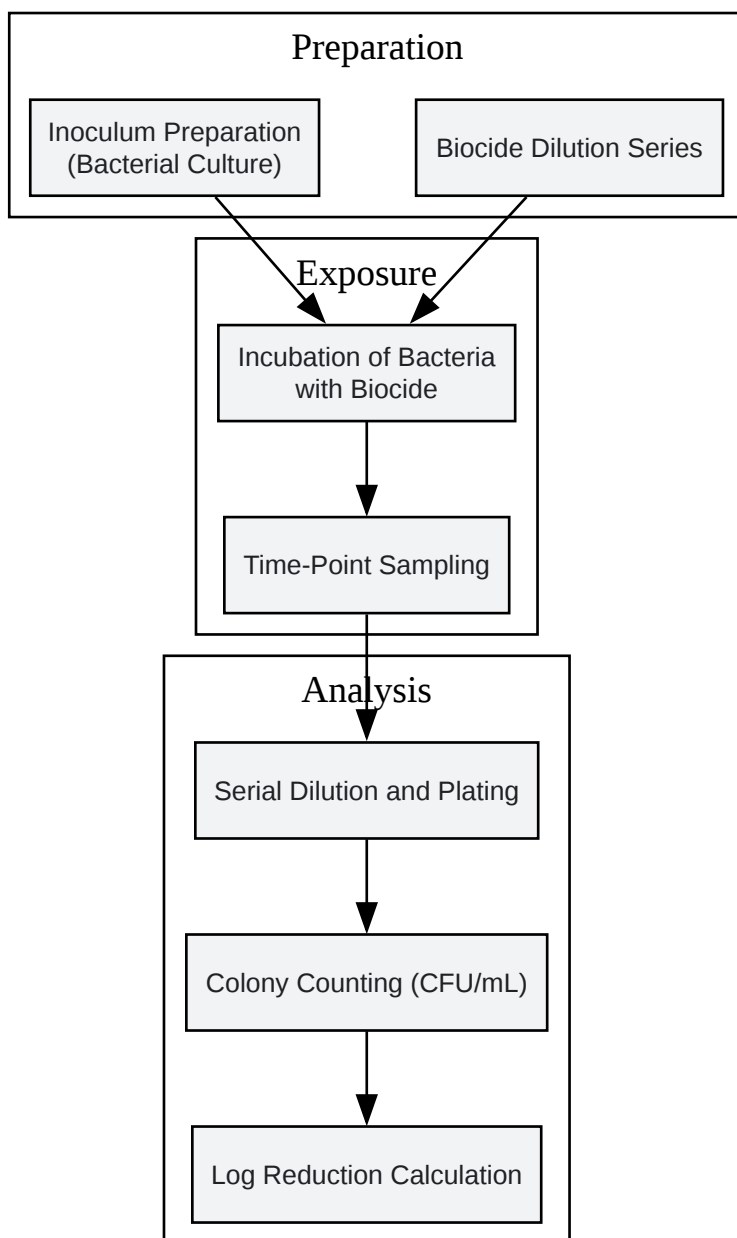 Preparation
Inoculum Preparation
(Bacterial Culture)
Biocide Dilution Series
Exposure
Incubation of Bacteria
with Biocide
Time-Point Sampling
Analysis
Serial Dilution and Plating
Colony Counting (CFU/mL)
Log Reduction Calculation